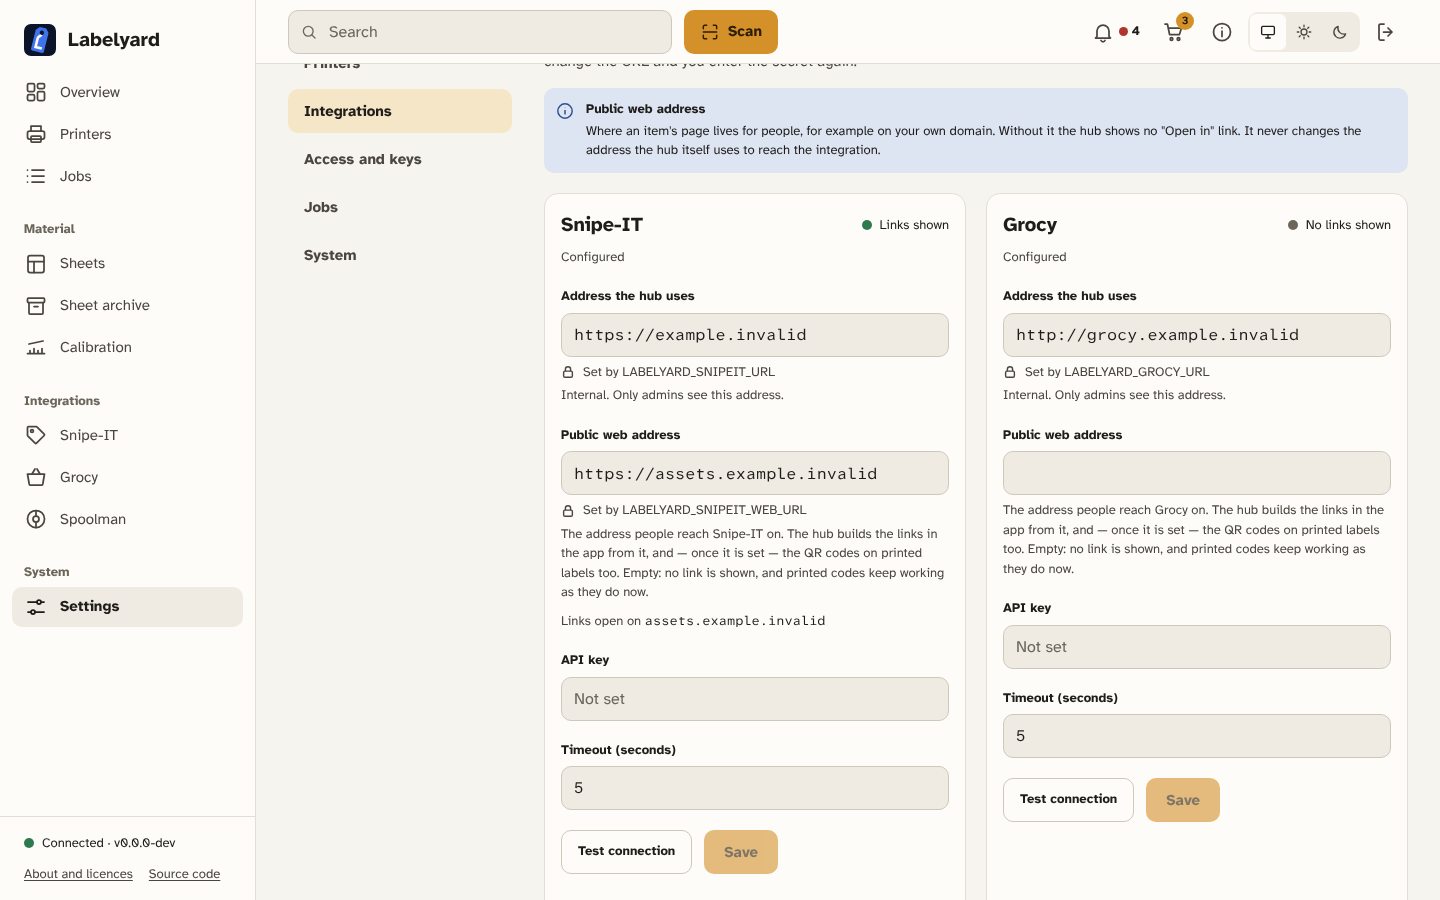 Labelyard
Search
Scan
4
3
Overview
Printers
Jobs
Material
Sheets
Sheet archive
Calibration
Integrations
Snipe-IT
Grocy
Spoolman
System
Settings
Connected · v0.0.0-dev
About and licences
Source code
Printers
Integrations
Access and keys
Jobs
System
change the URL and you enter the secret again.
Public web address
Where an item's page lives for people, for example on your own domain. Without it the hub shows no "Open in" link. It never changes the
address the hub itself uses to reach the integration.
Snipe-IT
Links shown
Configured
Address the hub uses
https://example.invalid
Set by LABELYARD_SNIPEIT_URL
Internal. Only admins see this address.
Public web address
https://assets.example.invalid
Set by LABELYARD_SNIPEIT_WEB_URL
The address people reach Snipe-IT on. The hub builds the links in
the app from it, and — once it is set — the QR codes on printed
labels too. Empty: no link is shown, and printed codes keep working
as they do now.
Links open on assets.example.invalid
API key
Not set
Timeout (seconds)
5
Test connection
Save
Grocy
No links shown
Configured
Address the hub uses
http://grocy.example.invalid
Set by LABELYARD_GROCY_URL
Internal. Only admins see this address.
Public web address
The address people reach Grocy on. The hub builds the links in the
app from it, and — once it is set — the QR codes on printed labels
too. Empty: no link is shown, and printed codes keep working as
they do now.
API key
Not set
Timeout (seconds)
5
Test connection
Save